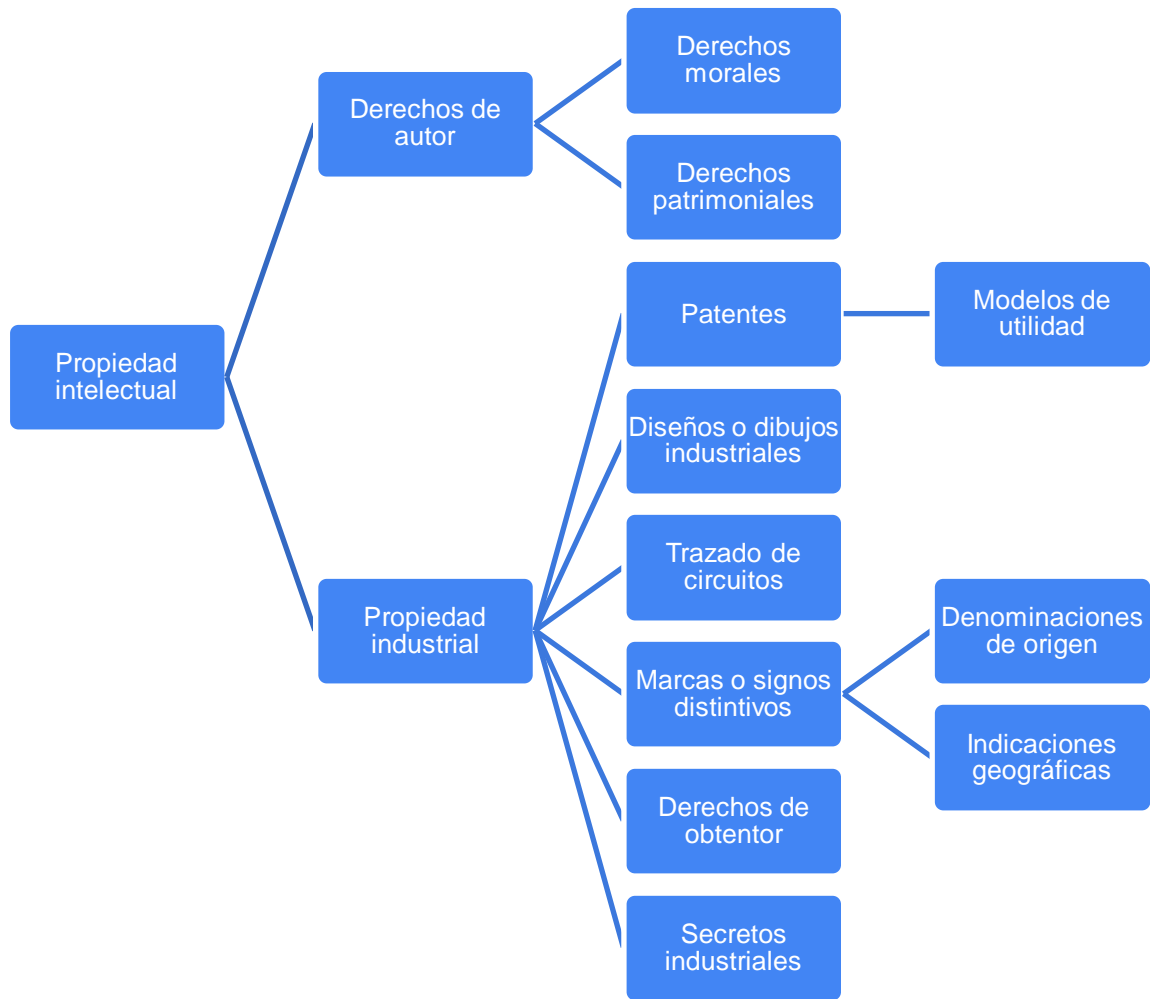 Derechos
morales
Derechos de
autor
Derechos
patrimoniales
Patentes
Modelos de
utilidad
Propiedad
intelectual
Diseños o dibujos
industriales
Trazado de
circuitos
Propiedad
industrial
Denominaciones
de origen
Marcas o signos
distintivos
Indicaciones
geográficas
Derechos de
obtentor
Secretos
industriales